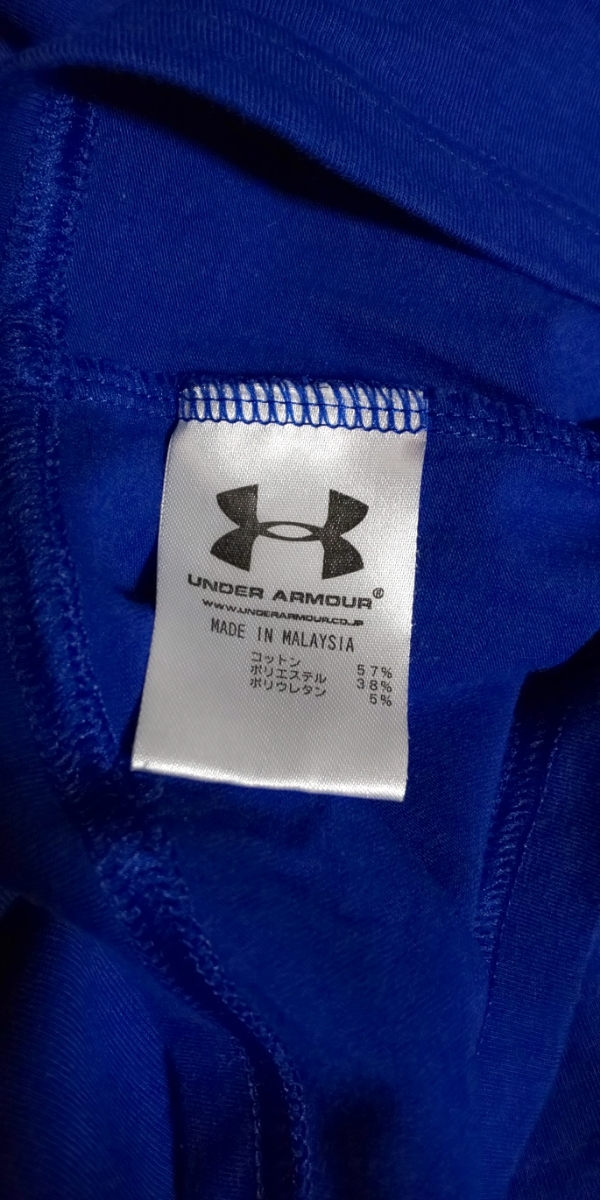 UNDER ARMOUR®
WWW.UNDERARMOUR.CO.JP
MADE IN MALAYSIA
コットン 57%
ポリエステル 38%
ポリウレタン 5%